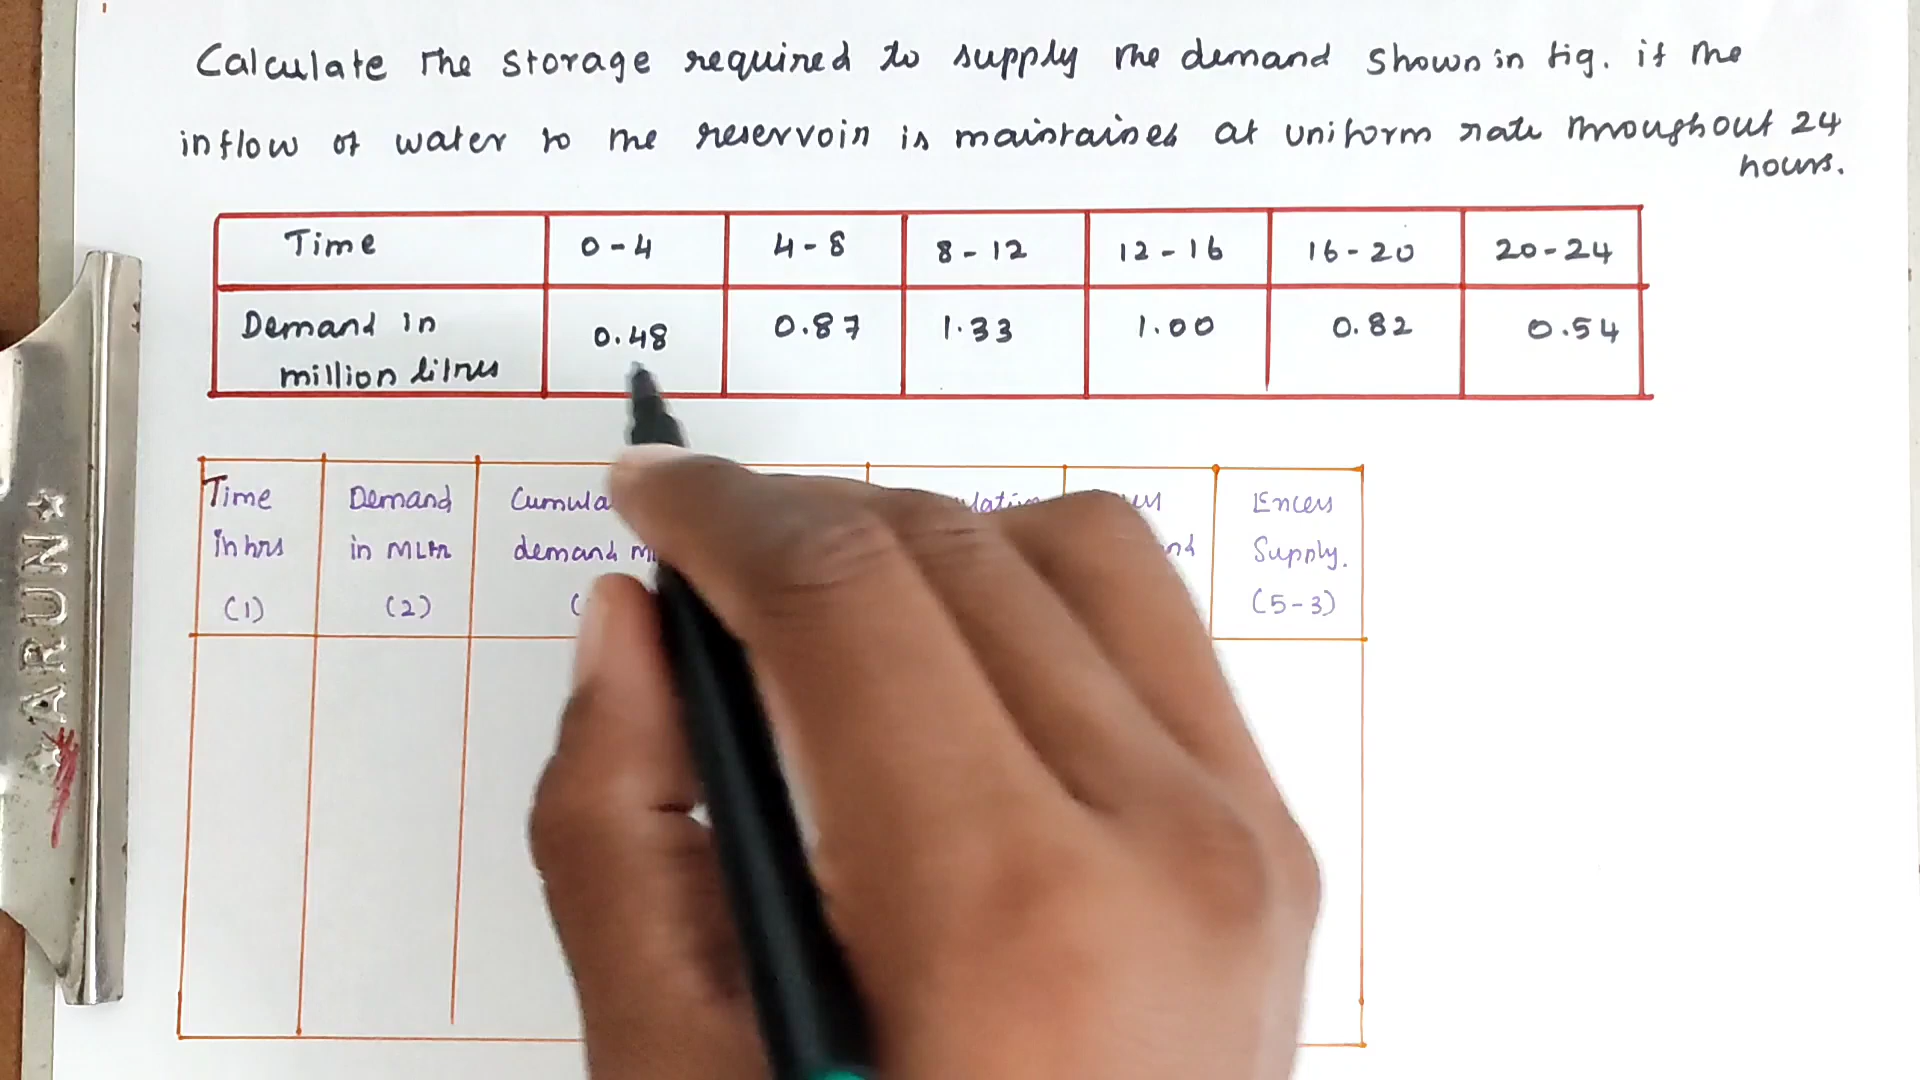 Calculate the storage required to supply the demand shown in fig. if the
inflow of water to the reservoir is maintained at uniform rate throughout 24
hours.
Time 0-4 4-8 8-12 12-16 16-20 20-24
Demand in 0.48 0.87 1.33 1.00 0.82 0.54
million litres
Time Demand Excess
in hrs in MLtr demand Supply.
(1) (2) (5-3)
ARUN